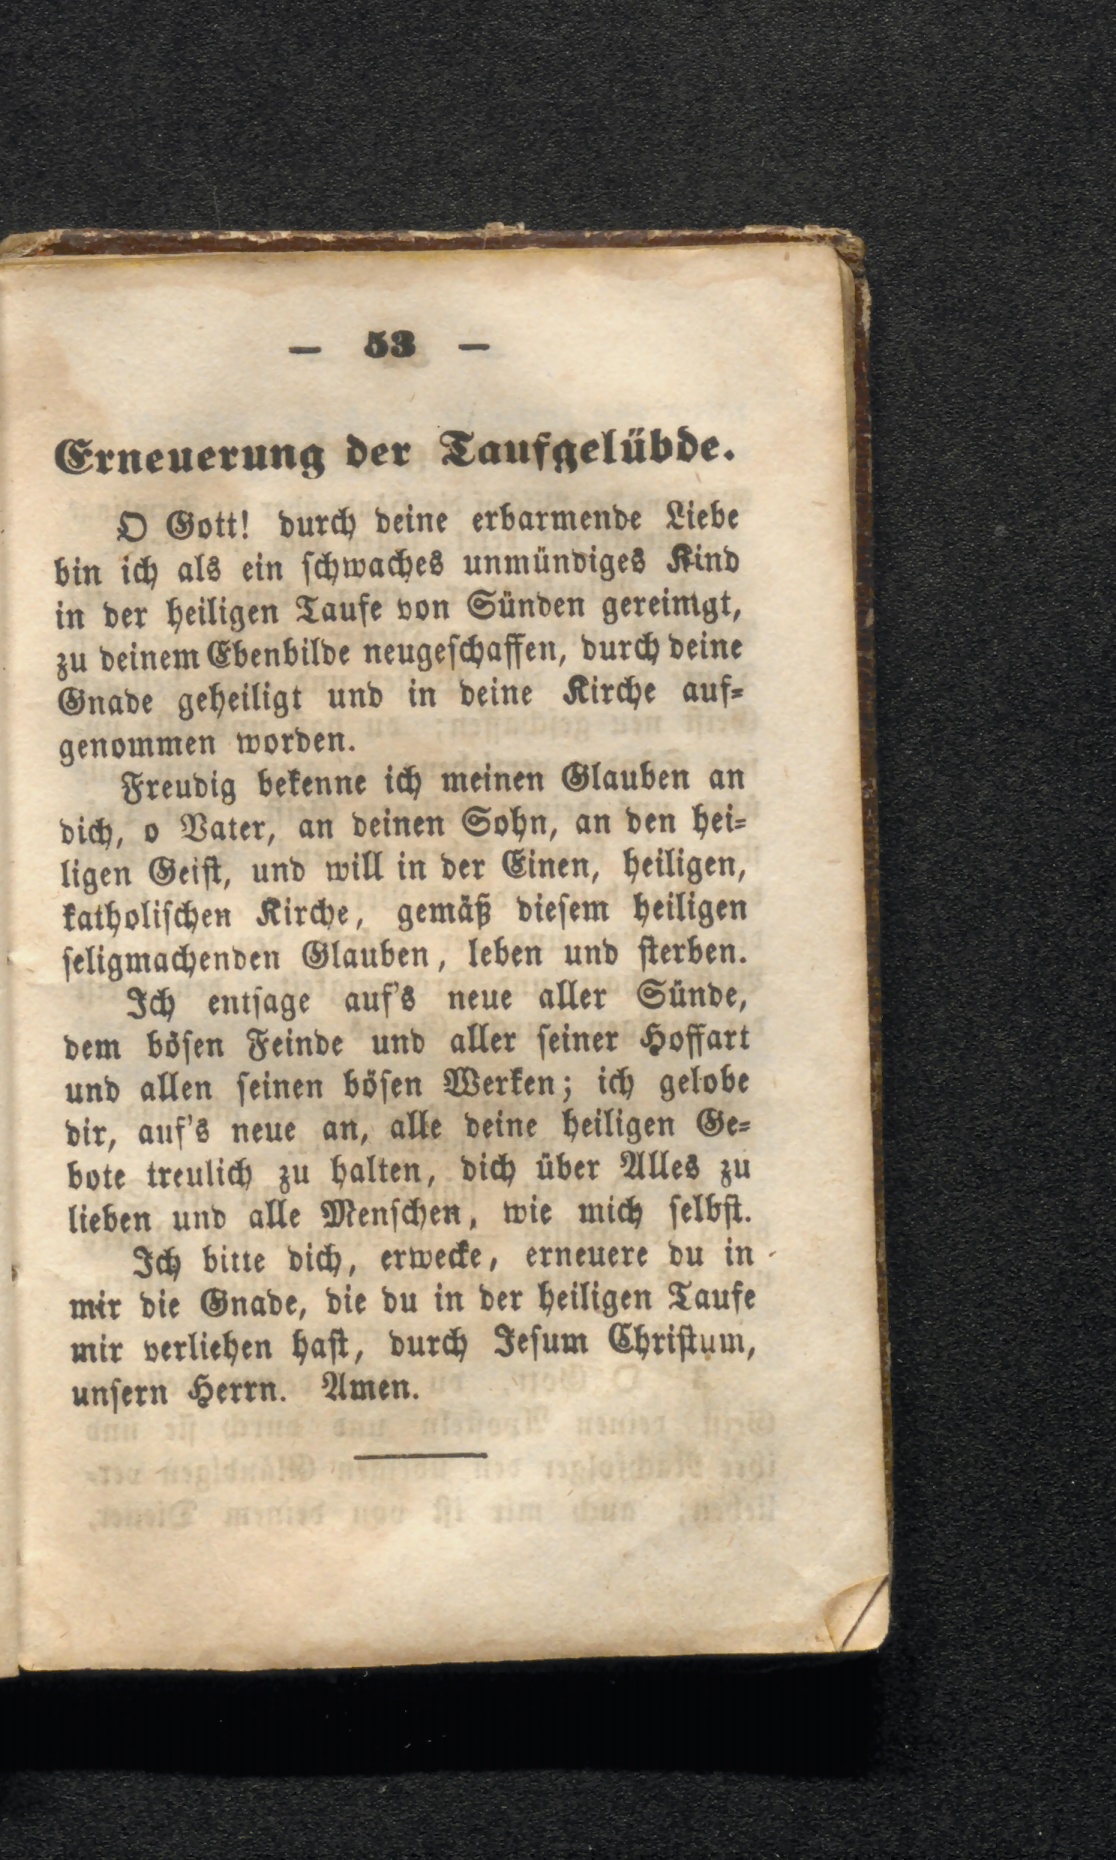 — 53 —
Erneuerung der Taufgelübde.
O Gott! durch deine erbarmende Liebe
bin ich als ein schwaches unmündiges Kind
in der heiligen Taufe von Sünden gereinigt,
zu deinem Ebenbilde neugeschaffen, durch deine
Gnade geheiligt und in deine Kirche auf=
genommen worden.
Freudig bekenne ich meinen Glauben an
dich, o Vater, an deinen Sohn, an den hei=
ligen Geist, und will in der Einen, heiligen,
katholischen Kirche, gemäß diesem heiligen
seligmachenden Glauben, leben und sterben.
Ich entsage auf's neue aller Sünde,
dem bösen Feinde und aller seiner Hoffart
und allen seinen bösen Werken; ich gelobe
dir, auf's neue an, alle deine heiligen Ge=
bote treulich zu halten, dich über Alles zu
lieben und alle Menschen, wie mich selbst.
Ich bitte dich, erwecke, erneuere du in
mir die Gnade, die du in der heiligen Taufe
mir verliehen hast, durch Jesum Christum,
unsern Herrn. Amen.